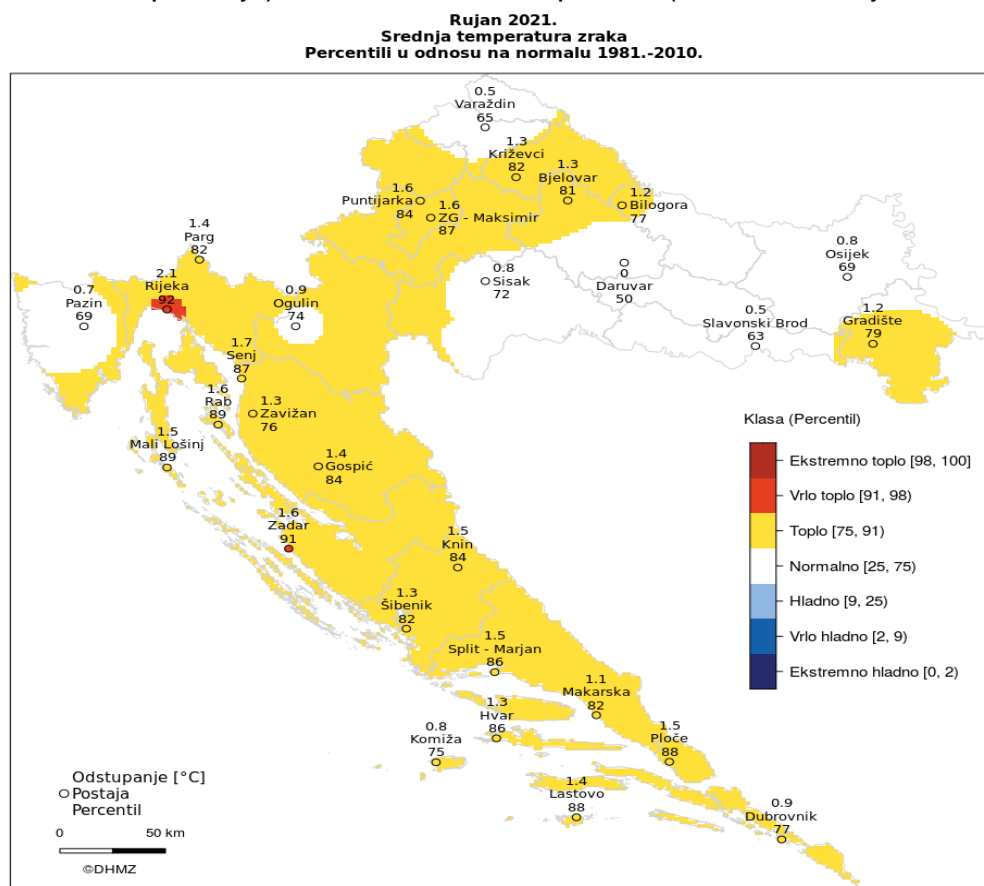 Rujan 2021.
Srednja temperatura zraka
Percentili u odnosu na normalu 1981.-2010.
0.5
Varaždin
65
1.3
Križevci
82
1.3
Bjelovar
81
1.2
Bilogora
77
1.6
Puntijarka
84
1.6
ZG - Maksimir
87
1.4
Parg
82
2.1
Rijeka
92
0.7
Pazin
69
0.9
Ogulin
74
0.8
Sisak
72
0
Daruvar
50
0.8
Osijek
69
0.5
Slavonski Brod
63
1.2
Gradište
79
1.7
Senj
87
1.6
Rab
89
1.3
Zavižan
76
1.5
Mali Lošinj
89
1.4
Gospić
84
1.6
Zadar
91
1.5
Knin
84
1.3
Šibenik
82
1.5
Split - Marjan
86
1.1
Makarska
82
1.3
Hvar
86
0.8
Komiža
75
1.5
Ploče
88
1.4
Lastovo
88
0.9
Dubrovnik
77
Klasa (Percentil)
Ekstremno toplo [98, 100]
Vrlo toplo [91, 98)
Toplo [75, 91)
Normalno [25, 75)
Hladno [9, 25)
Vrlo hladno [2, 9)
Ekstremno hladno [0, 2)
Odstupanje [°C]
Postaja
Percentil
0 50 km
©DHMZ